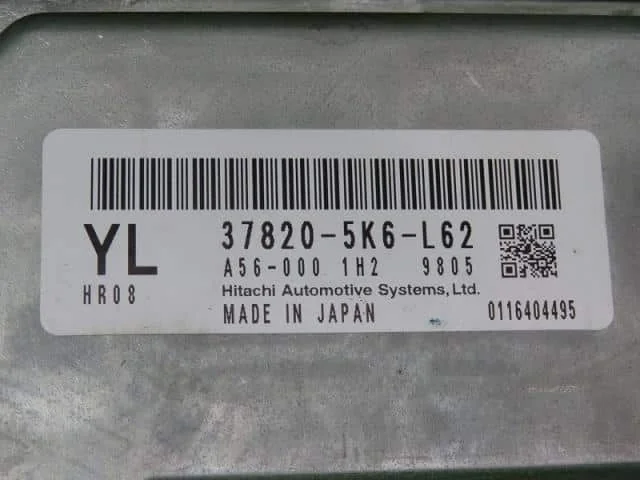 YL 37820-5K6-L62
A56-000 1H2 9805
HR08 Hitachi Automotive Systems,Ltd.
MADE IN JAPAN 0116404495